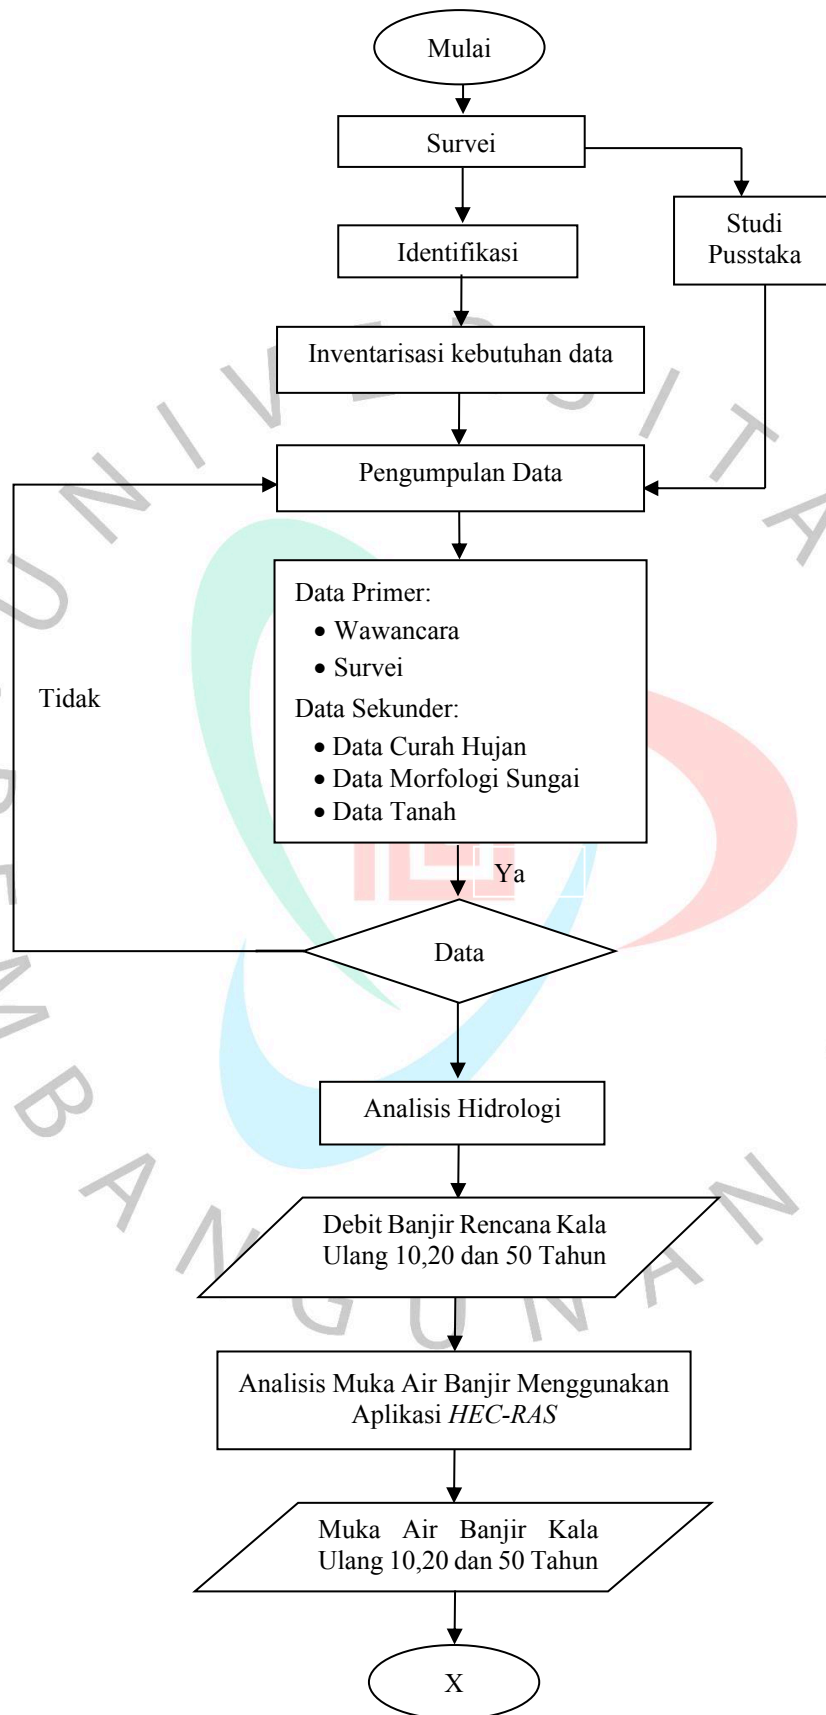 Mulai
Survei
Studi
Pusstaka
Identifikasi
Inventarisasi kebutuhan data
Pengumpulan Data
Data Primer:
• Wawancara
• Survei
Data Sekunder:
• Data Curah Hujan
• Data Morfologi Sungai
• Data Tanah
Tidak
Ya
Data
Analisis Hidrologi
Debit Banjir Rencana Kala
Ulang 10,20 dan 50 Tahun
Analisis Muka Air Banjir Menggunakan
Aplikasi HEC-RAS
Muka Air Banjir Kala
Ulang 10,20 dan 50 Tahun
X
UNIVERSITA
EMBANGUNAN